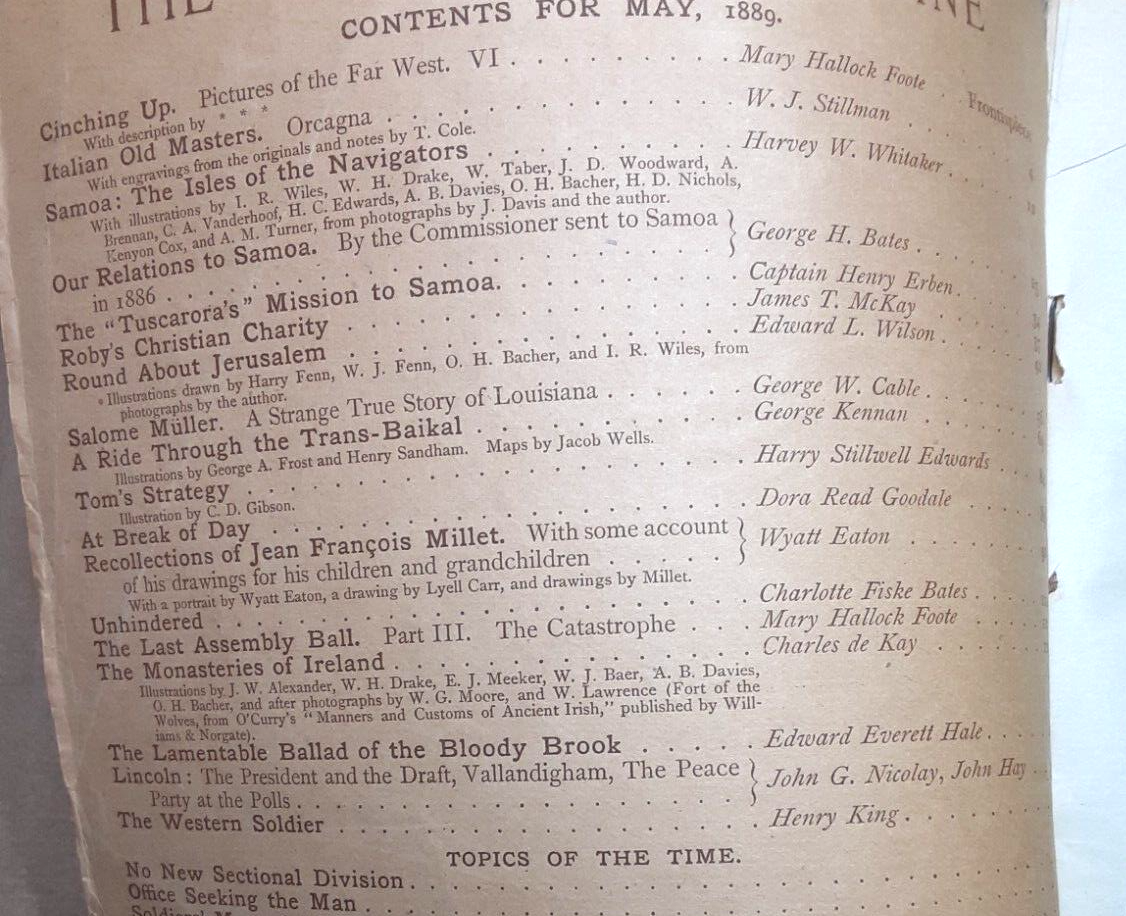 THE
CONTENTS FOR MAY, 1889.
Cinching Up. Pictures of the Far West. VI . . . . . . . . . Mary Hallock Foote . Frontispiece
With description by * * *
Italian Old Masters. Orcagna . . . . . . . . . . . . . W. J. Stillman . . . .
With engravings from the originals and notes by T. Cole.
Samoa: The Isles of the Navigators . . . . . . . . . . Harvey W. Whitaker . . . .
With illustrations by I. R. Wiles, W. H. Drake, W. Taber, J. D. Woodward, A.
Brennan, C. A. Vanderhoof, H. C. Edwards, A. B. Davies, O. H. Bacher, H. D. Nichols,
Kenyon Cox, and A. M. Turner, from photographs by J. Davis and the author.
Our Relations to Samoa. By the Commissioner sent to Samoa } George H. Bates .
in 1886 . . . . . . . . . . . . . . . . . . . .
The "Tuscarora's" Mission to Samoa. . . . . . . . . . Captain Henry Erben. . . .
Roby's Christian Charity . . . . . . . . . . . . . . . James T. McKay . . . .
Round About Jerusalem . . . . . . . . . . . . . . . Edward L. Wilson . . . .
Illustrations drawn by Harry Fenn, W. J. Fenn, O. H. Bacher, and I. R. Wiles, from
photographs by the author.
Salome Müller. A Strange True Story of Louisiana . . . . . . George W. Cable . . . .
A Ride Through the Trans-Baikal . . . . . . . . . . George Kennan . . . .
Illustrations by George A. Frost and Henry Sandham. Maps by Jacob Wells.
Tom's Strategy . . . . . . . . . . . . . . . . . . Harry Stillwell Edwards . . .
Illustration by C. D. Gibson.
At Break of Day . . . . . . . . . . . . . . . . . Dora Read Goodale . . . .
Recollections of Jean François Millet. With some account } Wyatt Eaton . . . .
of his drawings for his children and grandchildren . . . . .
With a portrait by Wyatt Eaton, a drawing by Lyell Carr, and drawings by Millet.
Unhindered . . . . . . . . . . . . . . . . . . . Charlotte Fiske Bates . . . .
The Last Assembly Ball. Part III. The Catastrophe . . . Mary Hallock Foote . . . .
The Monasteries of Ireland . . . . . . . . . . . . . Charles de Kay . . . .
Illustrations by J. W. Alexander, W. H. Drake, E. J. Meeker, W. J. Baer, A. B. Davies,
O. H. Bacher, and after photographs by W. G. Moore, and W. Lawrence (Fort of the
Wolves, from O'Curry's "Manners and Customs of Ancient Irish," published by Will-
iams & Norgate).
The Lamentable Ballad of the Bloody Brook . . . . . Edward Everett Hale . . . .
Lincoln: The President and the Draft, Vallandigham, The Peace } John G. Nicolay, John Hay . .
Party at the Polls . . . . . . . . . . . . . . . . .
The Western Soldier . . . . . . . . . . . . . . . . Henry King . . . .
TOPICS OF THE TIME.
No New Sectional Division . . . . . . . . . . . . . .
Office Seeking the Man . . . . . . . . . . . . . . .